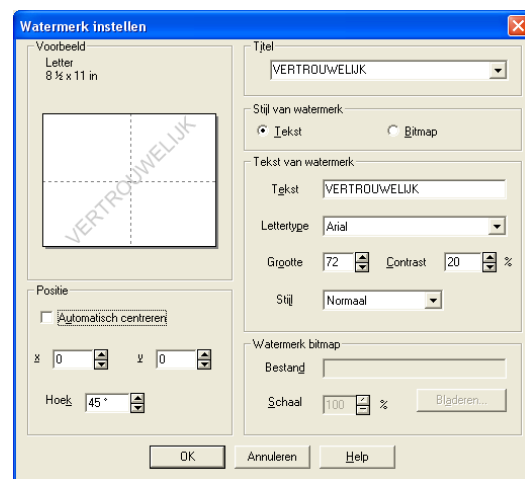 Watermerk instellen
Voorbeeld
Letter
8 ½ x 11 in
VERTROUWELIJK
Positie
Automatisch centreren
x 0 y 0
Hoek 45 °
Titel
VERTROUWELIJK
Stijl van watermerk
Tekst Bitmap
Tekst van watermerk
Tekst VERTROUWELIJK
Lettertype Arial
Grootte 72 Contrast 20 %
Stijl Normaal
Watermerk bitmap
Bestand
Schaal 100 % Bladeren...
OK Annuleren Help